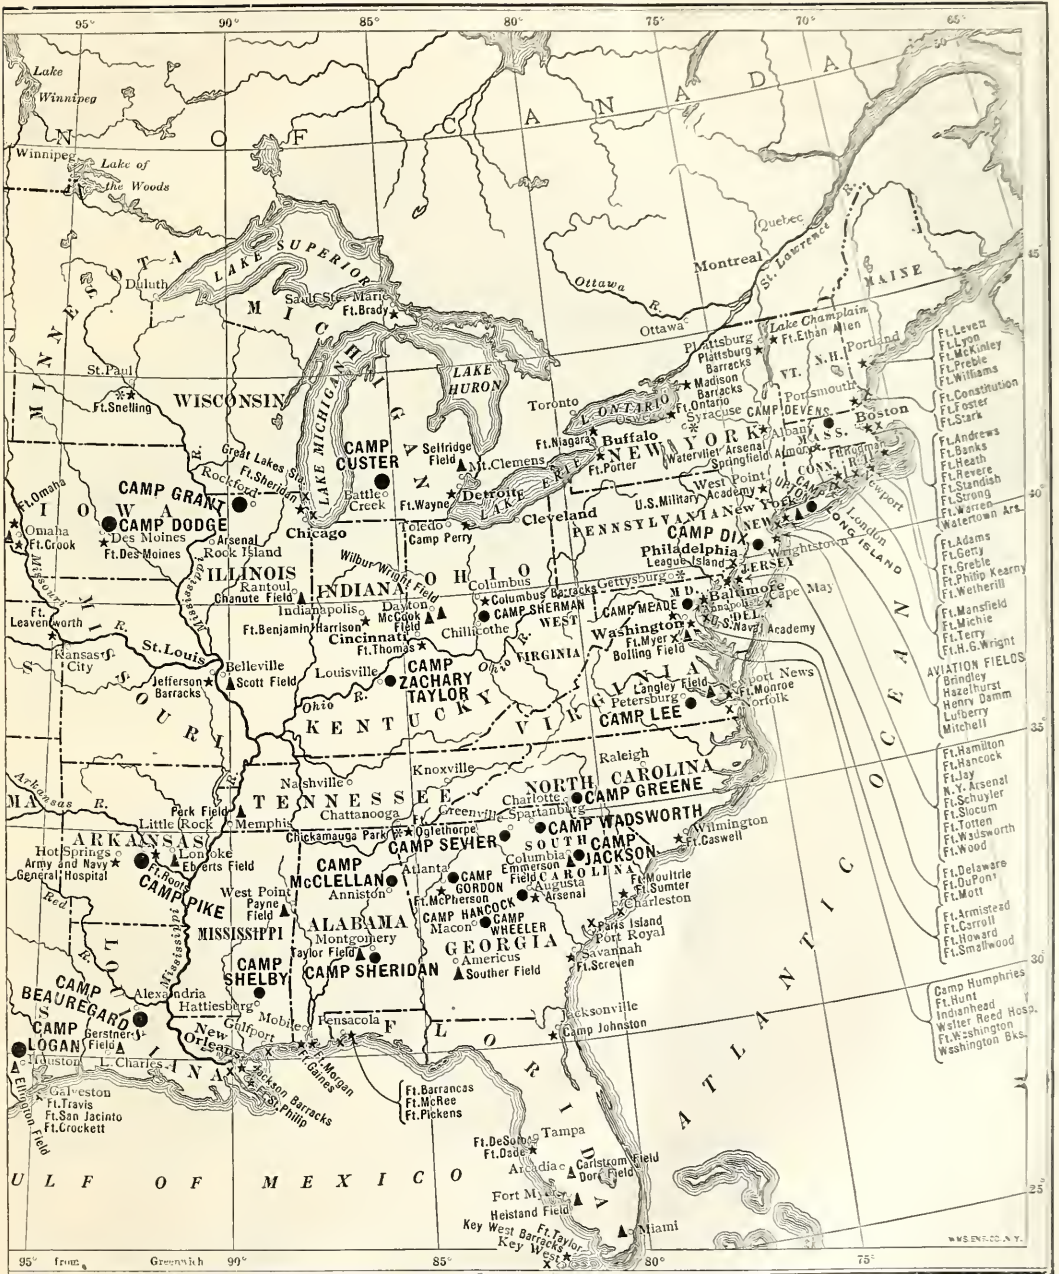 95°
90°
85°
80°
75°
70°
65°
Lake
Winnipeg
N O F C A N A D A
Winnipeg
Lake of
the Woods
Quebec
Montreal
St. Lawrence R.
Ottawa R.
Ottawa
MAINE
45°
LAKE SUPERIOR
MINNESOTA
Duluth
MICHIGAN
Sault Ste. Marie
Ft.Brady
Lake Champlain
Ft.Ethan Allen
Plattsburg
Plattsburg
Barracks
VT.
N.H.
Portland
Portsmouth
Madison
Barracks
Ft.Ontario
Oswego
Syracuse
CAMP DEVENS
Boston
St.Paul
Ft.Snelling
WISCONSIN
LAKE MICHIGAN
LAKE
HURON
Toronto
L.ONTARIO
Ft.Niagara
Buffalo
Ft.Porter
NEW YORK
Albany
MASS.
Watervliet Arsenal
Springfield Armory
Ft.Rodman
CONN.
R.I.
Newport
Great Lakes Sta.
Ft.Sheridan
CAMP
CUSTER
Battle
Creek
Selfridge
Field
Mt.Clemens
Ft.Wayne
Detroit
LAKE ERIE
West Point
U.S.Military Academy
CAMP
UPTON
New London
New York
LONG ISLAND
40°
CAMP GRANT
Rockford
Chicago
IOWA
CAMP DODGE
Des Moines
Ft.Des Moines
Ft.Omaha
Omaha
Ft.Crook
Arsenal
Rock Island
Toledo
Camp Perry
Cleveland
PENNSYLVANIA
CAMP DIX
Philadelphia
League Island
NEW
JERSEY
Wrightstown
ILLINOIS
Rantoul
Chanute Field
Wilbur Wright Field
INDIANA
Indianapolis
Ft.Benjamin Harrison
OHIO
Columbus
Columbus Barracks
Dayton
McCook
Field
CAMP SHERMAN
Chillicothe
Cincinnati
Ft.Thomas
Gettysburg
MD.
Baltimore
Cape May
CAMP MEADE
Annapolis
DEL.
U.S.Naval Academy
Washington
Ft.Myer
Bolling Field
WEST
VIRGINIA
Missouri R.
Mississippi R.
Ft.
Leavenworth
Kansas
City
MISSOURI
St.Louis
Belleville
Jefferson
Barracks
Scott Field
Louisville
CAMP
ZACHARY
TAYLOR
Ohio R.
Ohio R.
KENTUCKY
VIRGINIA
Langley Field
Newport News
Petersburg
Ft.Monroe
Norfolk
CAMP LEE
35°
Nashville
Knoxville
TENNESSEE
Chattanooga
Raleigh
NORTH CAROLINA
Charlotte
CAMP GREENE
Arkansas R.
Park Field
Little Rock
Memphis
ARKANSAS
Chickamauga Park
Ft.
Oglethorpe
Greenville
Spartanburg
CAMP WADSWORTH
CAMP SEVIER
SOUTH
CAROLINA
CAMP
JACKSON
Columbia
Emmerson
Field
Wilmington
Ft.Caswell
Hot Springs
Army and Navy
General Hospital
Ft.Roots
Lonoke
Eberts Field
CAMP PIKE
CAMP
McCLELLAN
Anniston
Atlanta
CAMP
GORDON
Ft.McPherson
Augusta
Arsenal
Ft.Moultrie
Ft.Sumter
Charleston
West Point
Payne
Field
ALABAMA
Montgomery
Taylor Field
CAMP SHERIDAN
CAMP HANCOCK
Macon
CAMP
WHEELER
GEORGIA
Americus
Souther Field
Paris Island
Port Royal
Savannah
Ft.Screven
Red R.
MISSISSIPPI
Mississippi
CAMP
SHELBY
LOUISIANA
CAMP
BEAUREGARD
Alexandria
Hattiesburg
Mobile
Pensacola
FLORIDA
Jacksonville
Camp Johnston
30°
CAMP
LOGAN
Gerstner
Field
Houston
L.Charles
New
Orleans
Gulfport
Ft.Morgan
Ft.Gaines
Jackson Barracks
Ft.St.Philip
Ellington Field
Galveston
Ft.Travis
Ft.San Jacinto
Ft.Crockett
Ft.Barrancas
Ft.McRee
Ft.Pickens
Ft.DeSoto
Ft.Dade
Tampa
Arcadia
Carlstrom Field
Dorr Field
Fort Myers
Heistand Field
Ft.Taylor
Key West Barracks
Key West
Miami
ULF OF MEXICO
ATLANTIC OCEAN
25°
Ft.Levett
Ft.Lyon
Ft.McKinley
Ft.Preble
Ft.Williams
Ft.Constitution
Ft.Foster
Ft.Stark
Ft.Andrews
Ft.Banks
Ft.Heath
Ft.Revere
Ft.Standish
Ft.Strong
Ft.Warren
Watertown Ars.
Ft.Adams
Ft.Getty
Ft.Greble
Ft.Philip Kearny
Ft.Wetherill
Ft.Mansfield
Ft.Michie
Ft.Terry
Ft.H.G.Wright
AVIATION FIELDS
Brindley
Hazelhurst
Henry Damm
Lufberry
Mitchell
Ft.Hamilton
Ft.Hancock
Ft.Jay
N.Y. Arsenal
Ft.Schuyler
Ft.Slocum
Ft.Totten
Ft.Wadsworth
Ft.Wood
Ft.Delaware
Ft.DuPont
Ft.Mott
Ft.Armistead
Ft.Carroll
Ft.Howard
Ft.Smallwood
Camp Humphries
Ft.Hunt
Indianhead
Walter Reed Hosp.
Ft.Washington
Washington Bks.
95° from Greenwich 90°
85°
80°
75°
WMS.ENG.CO.N.Y.